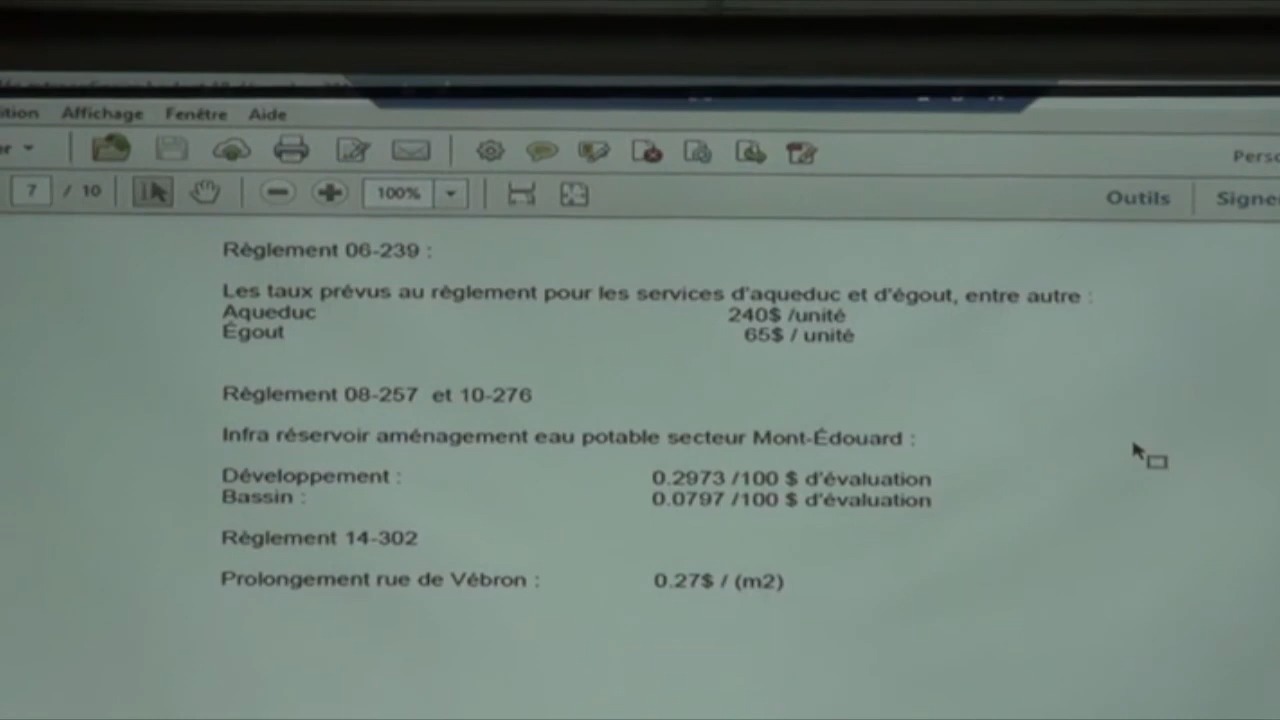 Affichage Fenêtre Aide
7 / 10 100% Outils
Règlement 06-239 :
Les taux prévus au règlement pour les services d'aqueduc et d'égout, entre autre :
Aqueduc 240$ /unité
Égout 65$ / unité
Règlement 08-257 et 10-276
Infra réservoir aménagement eau potable secteur Mont-Édouard :
Développement : 0.2973 /100 $ d'évaluation
Bassin : 0.0797 /100 $ d'évaluation
Règlement 14-302
Prolongement rue de Vébron : 0.27$ / (m2)